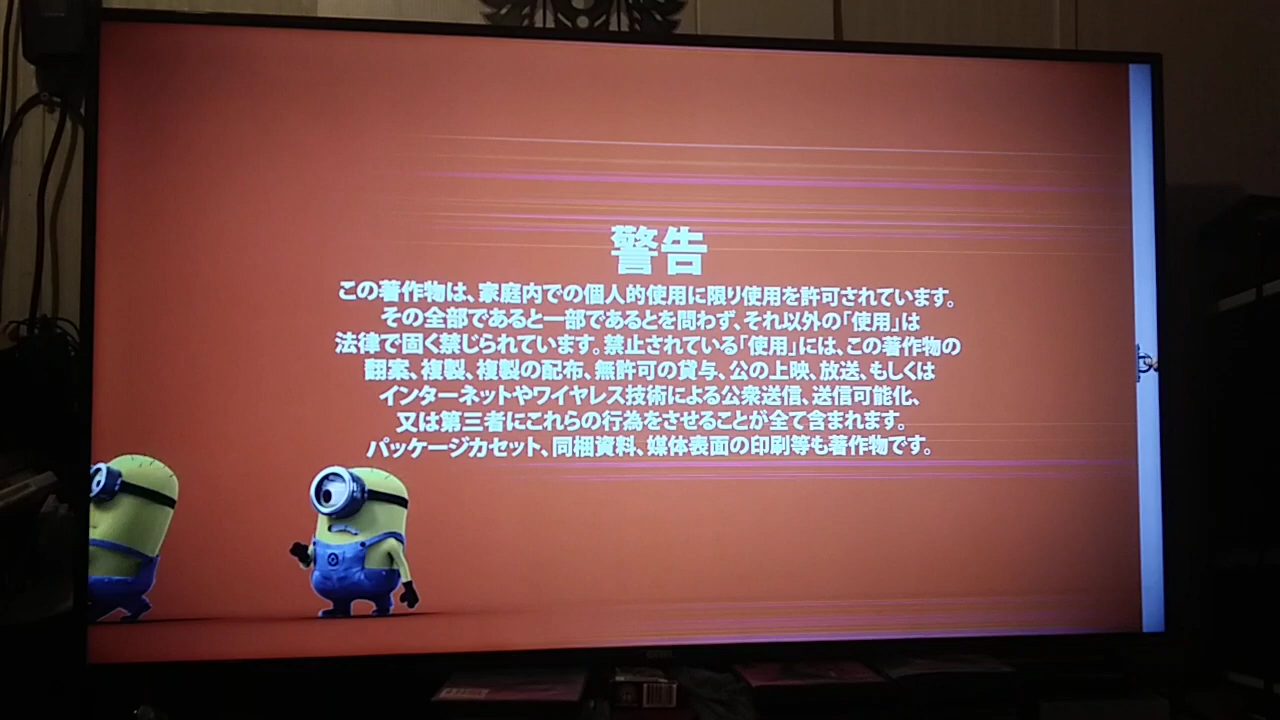 警告
この著作物は、家庭内での個人的使用に限り使用を許可されています。
その全部であると一部であるとを問わず、それ以外の「使用」は
法律で固く禁じられています。禁止されている「使用」には、この著作物の
翻案、複製、複製の配布、無許可の貸与、公の上映、放送、もしくは
インターネットやワイヤレス技術による公衆送信、送信可能化、
又は第三者にこれらの行為をさせることが全て含まれます。
パッケージカセット、同梱資料、媒体表面の印刷等も著作物です。